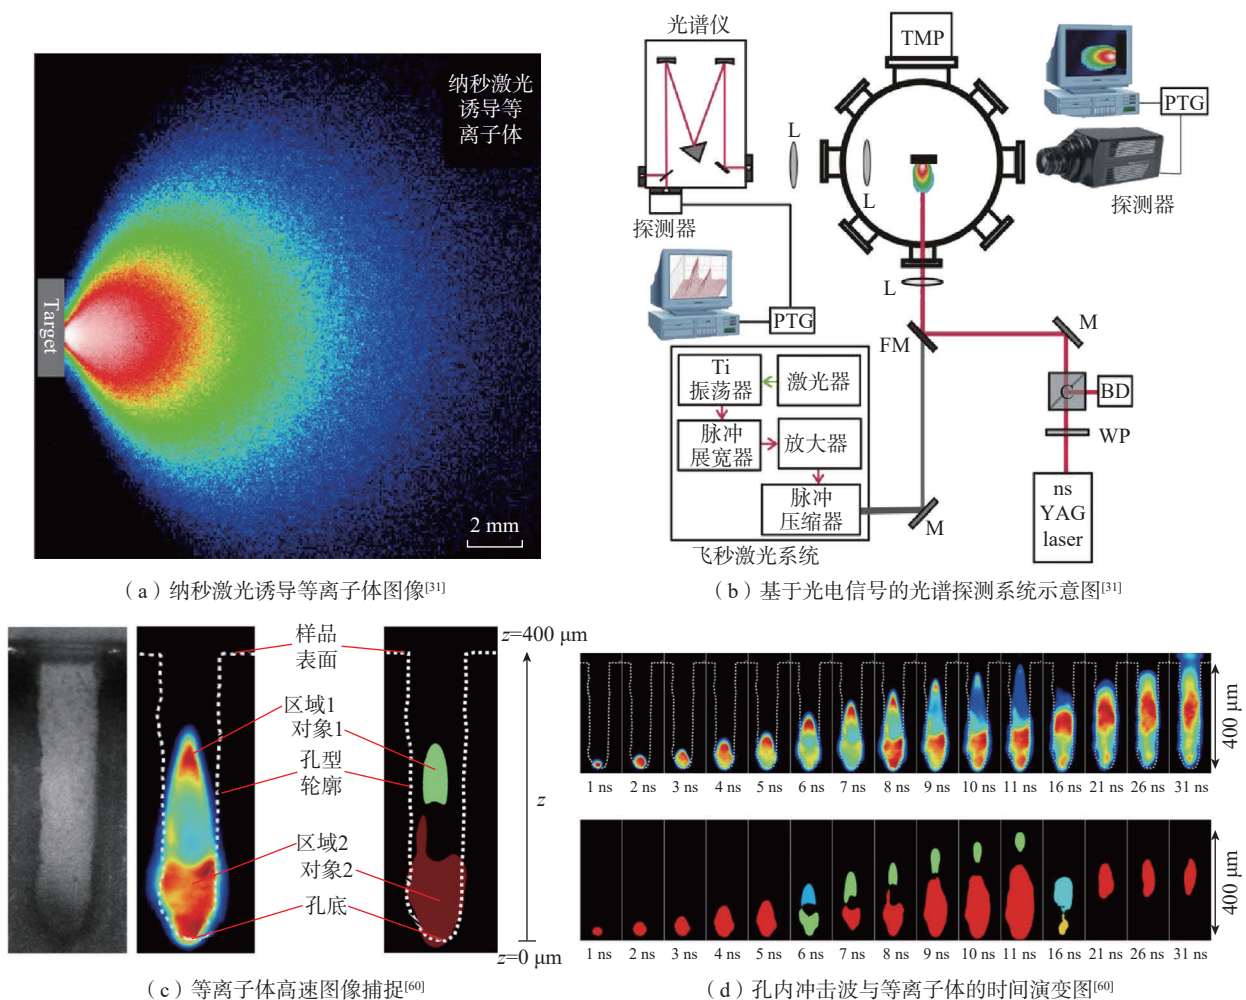 纳秒激光
诱导等
离子体
Target
2 mm
（a）纳秒激光诱导等离子体图像[31]
光谱仪
TMP
L
L
PTG
探测器
探测器
PTG
L
FM
M
C
BD
WP
ns
YAG
laser
Ti
振荡器
激光器
脉冲
展宽器
放大器
脉冲
压缩器
M
飞秒激光系统
（b）基于光电信号的光谱探测系统示意图[31]
样品
表面
区域1
对象1
孔型
轮廓
区域2
对象2
孔底
z=400 μm
z
z=0 μm
（c）等离子体高速图像捕捉[60]
1 ns 2 ns 3 ns 4 ns 5 ns 6 ns 7 ns 8 ns 9 ns 10 ns 11 ns 16 ns 21 ns 26 ns 31 ns
400 μm
1 ns 2 ns 3 ns 4 ns 5 ns 6 ns 7 ns 8 ns 9 ns 10 ns 11 ns 16 ns 21 ns 26 ns 31 ns
400 μm
（d）孔内冲击波与等离子体的时间演变图[60]